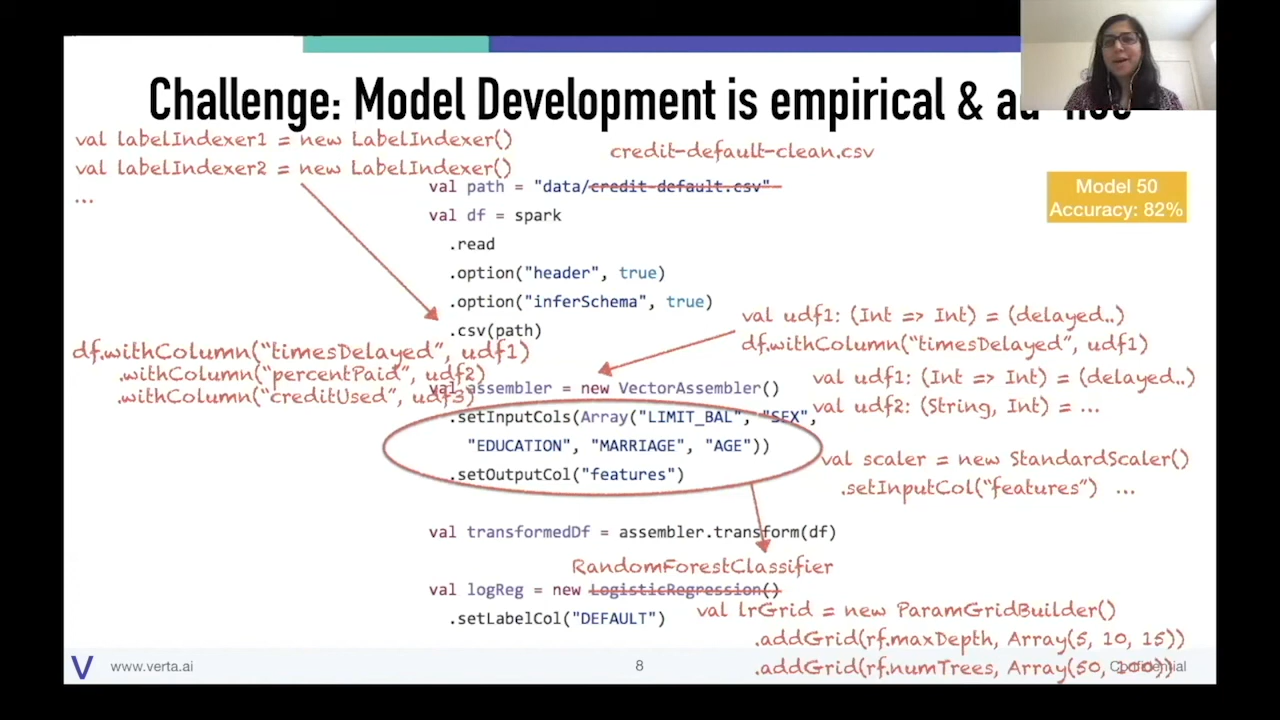 Challenge: Model Development is empirical & ad-hoc
val labelIndexer1 = new LabelIndexer()
val labelIndexer2 = new LabelIndexer()
...
credit-default-clean.csv
val path = "data/credit-default.csv"
Model 50
Accuracy: 82%
val df = spark
.read
.option("header", true)
.option("inferSchema", true)
.csv(path)
val udf1: (Int => Int) = (delayed..)
df.withColumn("timesDelayed", udf1)
df.withColumn("timesDelayed", udf1)
.withColumn("percentPaid", udf2)
.withColumn("creditUsed", udf3)
val assembler = new VectorAssembler()
val udf1: (Int => Int) = (delayed..)
val udf2: (String, Int) = ...
.setInputCols(Array("LIMIT_BAL", "SEX",
"EDUCATION", "MARRIAGE", "AGE"))
.setOutputCol("features")
val scaler = new StandardScaler()
.setInputCol("features") ...
val transformedDf = assembler.transform(df)
RandomForestClassifier
val logReg = new LogisticRegression()
.setLabelCol("DEFAULT")
val lrGrid = new ParamGridBuilder()
.addGrid(rf.maxDepth, Array(5, 10, 15))
.addGrid(rf.numTrees, Array(50, 100))
V www.verta.ai
8
Confidential